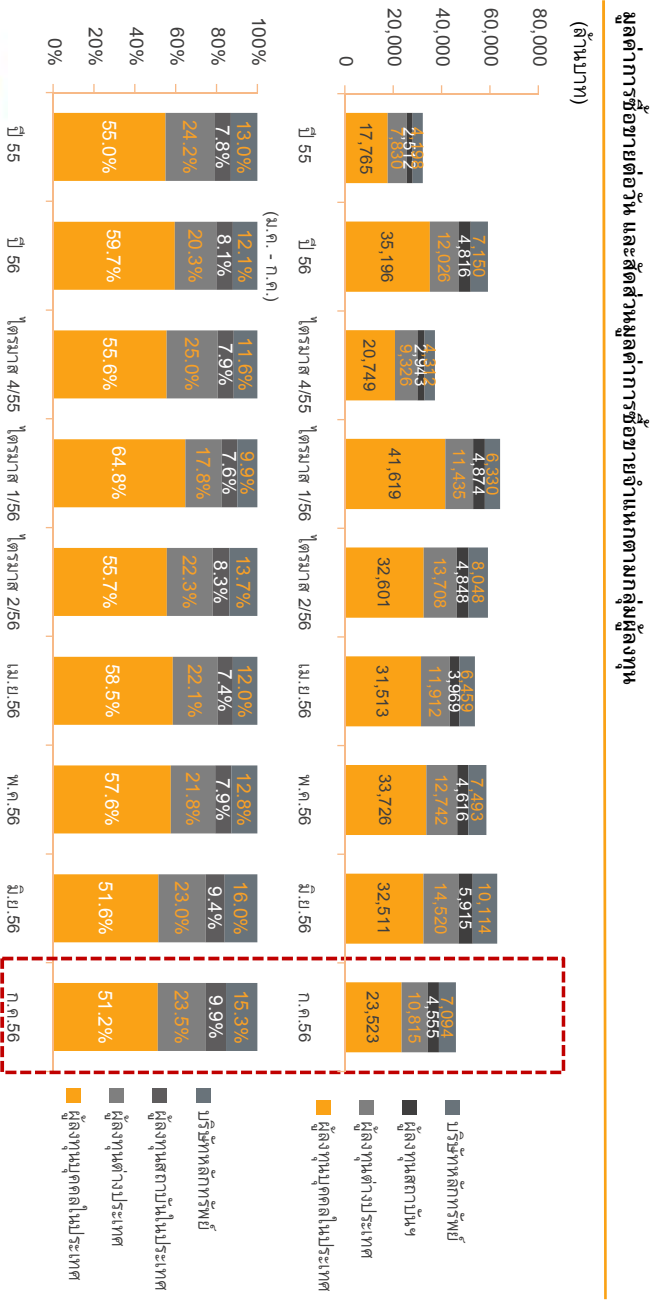 มูลค่าการซื้อขายต่อวัน และสัดส่วนมูลค่าการซื้อขายจำแนกตามกลุ่มผู้ลงทุน
(ล้านบาท)
80,000
60,000
40,000
20,000
0
4,198 7,150 4,312 6,330 8,048 6,459 7,493 10,114 7,094
2,512 4,816 2,943 4,874 4,848 3,969 4,616 5,915 4,555
7,830 12,026 9,326 11,435 13,708 11,912 12,742 14,520 10,815
17,765 35,196 20,749 41,619 32,601 31,513 33,726 32,511 23,523
ปี 55 ปี 56 ไตรมาส 4/55 ไตรมาส 1/56 ไตรมาส 2/56 เม.ย.56 พ.ค.56 มิ.ย.56 ก.ค.56
บริษัทหลักทรัพย์
ผู้ลงทุนสถาบันฯ
ผู้ลงทุนต่างประเทศ
ผู้ลงทุนบุคคลในประเทศ
(ม.ค. - ก.ค.)
100%
80%
60%
40%
20%
0%
13.0% 12.1% 11.6% 9.9% 13.7% 12.0% 12.8% 16.0% 15.3%
7.8% 8.1% 7.9% 7.6% 8.3% 7.4% 7.9% 9.4% 9.9%
24.2% 20.3% 25.0% 17.8% 22.3% 22.1% 21.8% 23.0% 23.5%
55.0% 59.7% 55.6% 64.8% 55.7% 58.5% 57.6% 51.6% 51.2%
ปี 55 ปี 56 ไตรมาส 4/55 ไตรมาส 1/56 ไตรมาส 2/56 เม.ย.56 พ.ค.56 มิ.ย.56 ก.ค.56
บริษัทหลักทรัพย์
ผู้ลงทุนสถาบันในประเทศ
ผู้ลงทุนต่างประเทศ
ผู้ลงทุนบุคคลในประเทศ